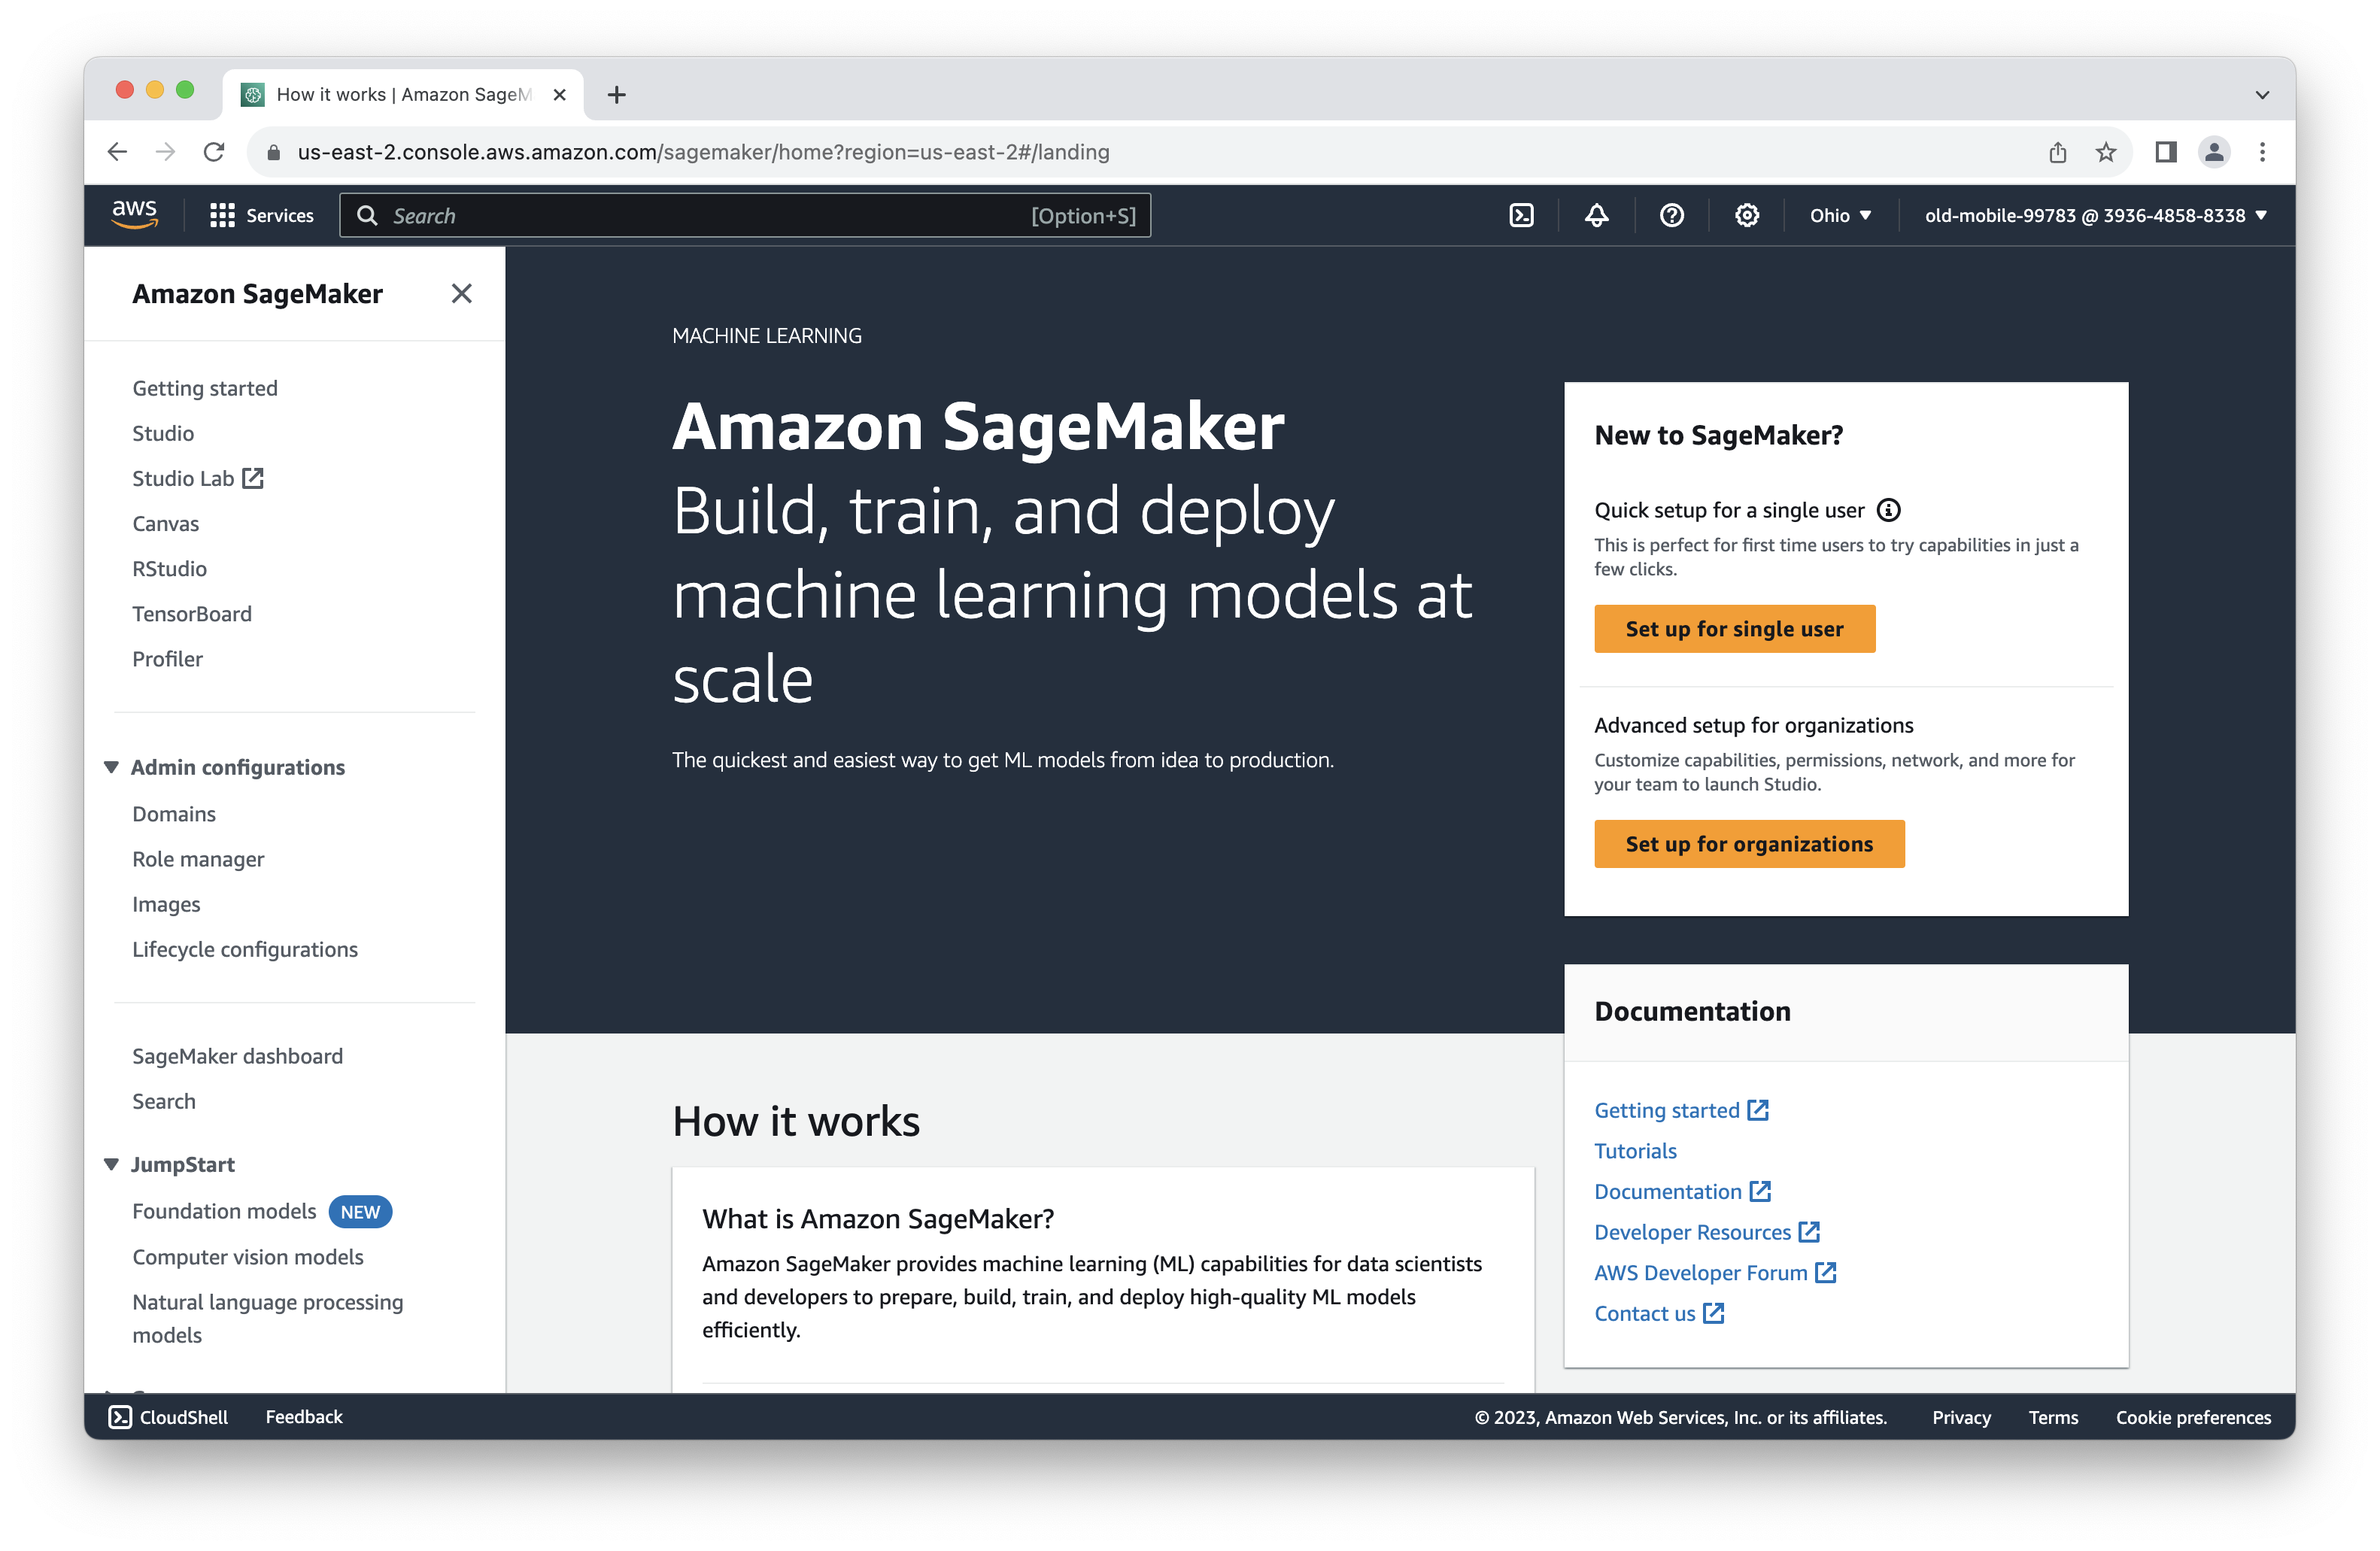 How it works | Amazon SageM
us-east-2.console.aws.amazon.com/sagemaker/home?region=us-east-2#/landing
aws
Services
Search
[Option+S]
Ohio
old-mobile-99783 @ 3936-4858-8338
Amazon SageMaker
Getting started
Studio
Studio Lab
Canvas
RStudio
TensorBoard
Profiler
Admin configurations
Domains
Role manager
Images
Lifecycle configurations
SageMaker dashboard
Search
JumpStart
Foundation models NEW
Computer vision models
Natural language processing
models
MACHINE LEARNING
Amazon SageMaker
Build, train, and deploy
machine learning models at
scale
The quickest and easiest way to get ML models from idea to production.
New to SageMaker?
Quick setup for a single user
This is perfect for first time users to try capabilities in just a
few clicks.
Set up for single user
Advanced setup for organizations
Customize capabilities, permissions, network, and more for
your team to launch Studio.
Set up for organizations
How it works
What is Amazon SageMaker?
Amazon SageMaker provides machine learning (ML) capabilities for data scientists
and developers to prepare, build, train, and deploy high-quality ML models
efficiently.
Documentation
Getting started
Tutorials
Documentation
Developer Resources
AWS Developer Forum
Contact us
CloudShell
Feedback
© 2023, Amazon Web Services, Inc. or its affiliates.
Privacy
Terms
Cookie preferences